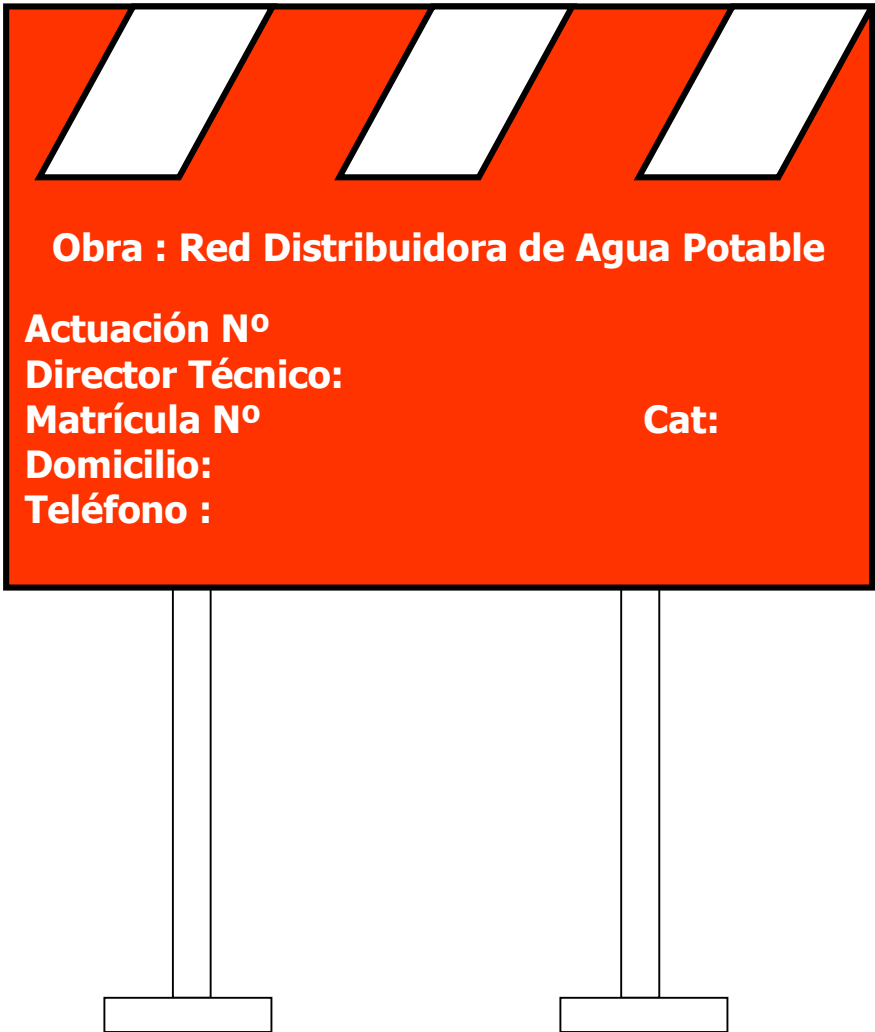 Obra : Red Distribuidora de Agua Potable
Actuación Nº
Director Técnico:
Matrícula Nº Cat:
Domicilio:
Teléfono :